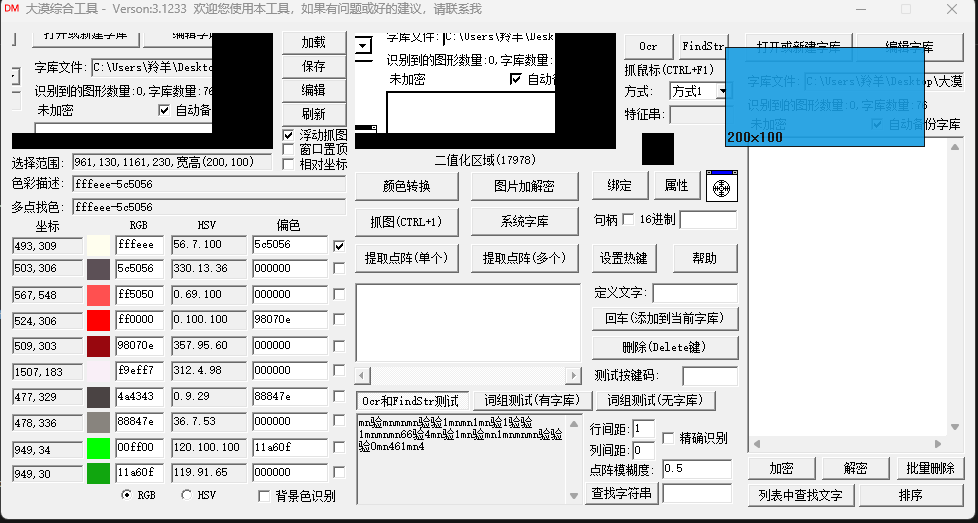 DM 大漠综合工具 - Verson:3.1233 欢迎您使用本工具，如果有问题或好的建议，请联系我
打开或新建字库 编辑字库
字库文件: C:\Users\羚羊\Deskto
识别到的图形数量:0,字库数量:76
未加密 自动备
加载
保存
编辑
刷新
浮动抓图
窗口置顶
相对坐标
字库文件: C:\Users\羚羊\Desk
识别到的图形数量:0,字库数量:
未加密 自动
Ocr FindStr
抓鼠标(CTRL+F1)
方式: 方式1
特征串:
打开或新建字库 编辑字库
字库文件: C:\Users\羚羊\Desktop\大漠
识别到的图形数量:0,字库数量:76
未加密 自动备份字库
200x100
选择范围: 961,130,1161,230,宽高(200,100)
色彩描述: fffeee-5c5056
多点找色: fffeee-5c5056
二值化区域(17978)
坐标 RGB HSV 偏色
493,309 fffeee 56.7.100 5c5056
503,306 5c5056 330.13.36 000000
567,548 ff5050 0.69.100 000000
524,306 ff0000 0.100.100 98070e
509,303 98070e 357.95.60 000000
1507,183 f9eff7 312.4.98 000000
477,329 4a4343 0.9.29 88847e
478,336 88847e 36.7.53 000000
949,34 00ff00 120.100.100 11a60f
949,30 11a60f 119.91.65 000000
RGB HSV 背景色识别
颜色转换 图片加解密
抓图(CTRL+1) 系统字库
提取点阵(单个) 提取点阵(多个)
绑定 属性
句柄 16进制
设置热键 帮助
定义文字:
回车(添加到当前字库)
删除(Delete键)
测试按键码:
Ocr和FindStr测试 词组测试(有字库) 词组测试(无字库)
mn验mnmnmn验验1mnmn1mn验1验验
1mnmnmn66验4mn验1mn验mn1mnmnmn验验
验0mn461mn4
行间距: 1
列间距: 0
精确识别
点阵模糊度: 0.5
查找字符串
加密 解密 批量删除
列表中查找文字 排序